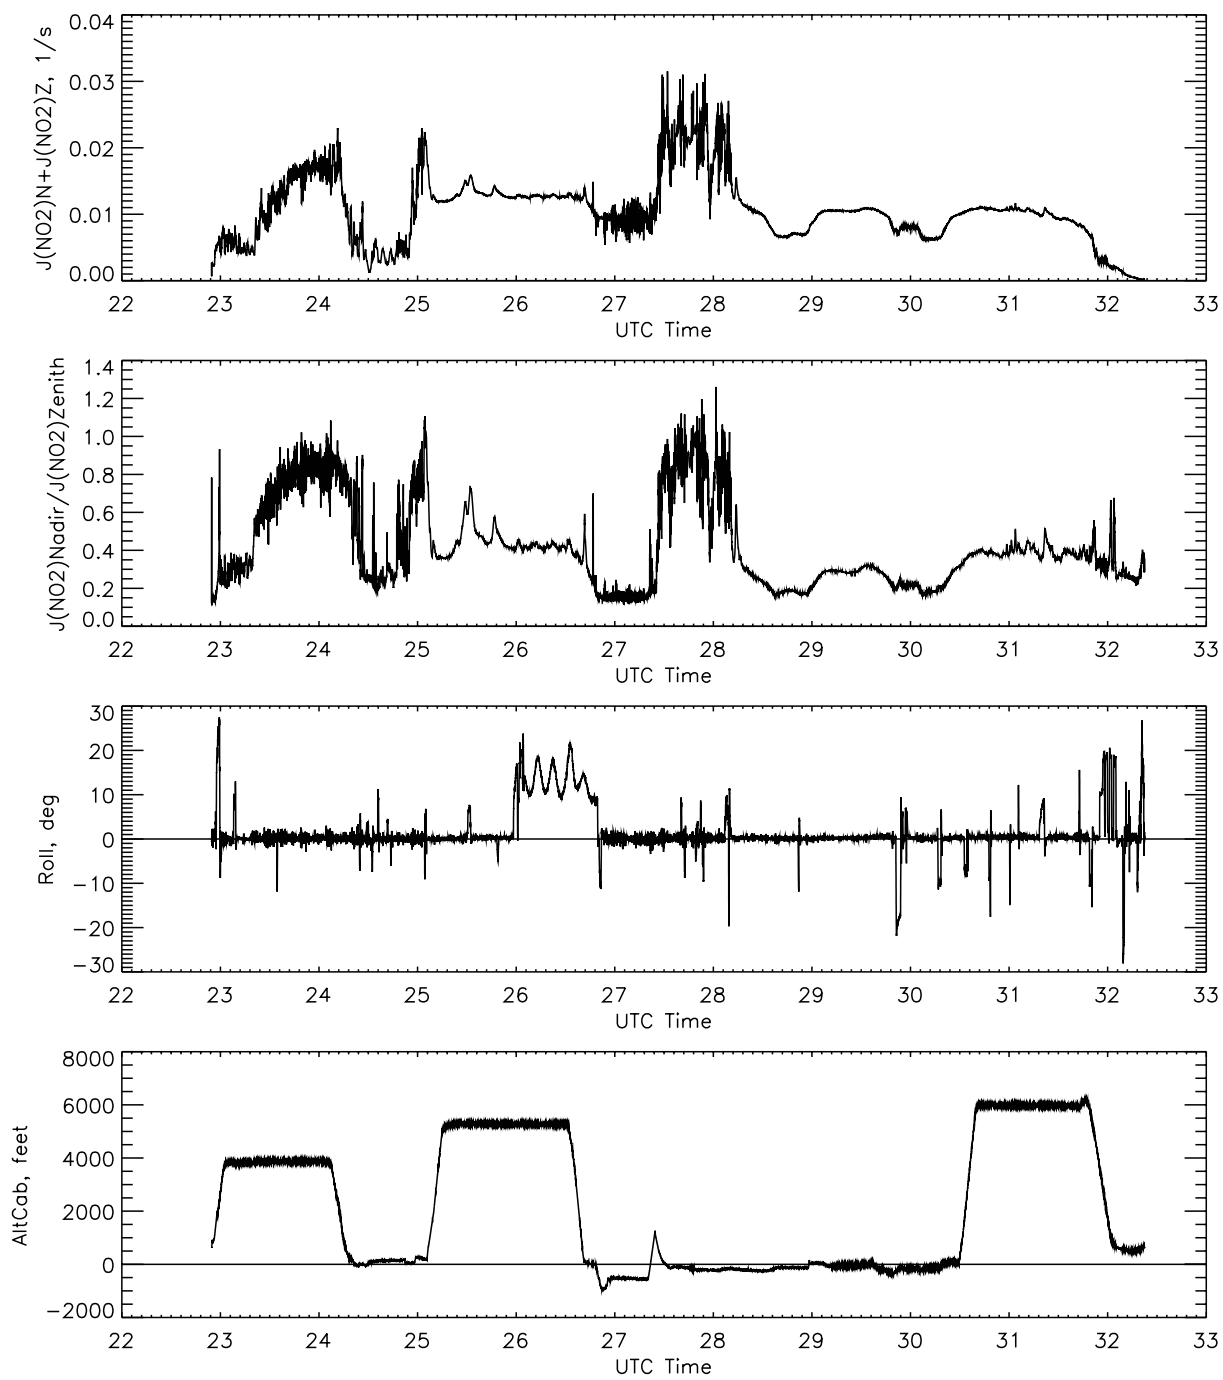 J(NO2)N+J(NO2)Z, 1/s
0.04
0.03
0.02
0.01
0.00
22 23 24 25 26 27 28 29 30 31 32 33
UTC Time
J(NO2)Nadir/J(NO2)Zenith
1.4
1.2
1.0
0.8
0.6
0.4
0.2
0.0
22 23 24 25 26 27 28 29 30 31 32 33
UTC Time
Roll, deg
30
20
10
0
−10
−20
−30
22 23 24 25 26 27 28 29 30 31 32 33
UTC Time
AltCab, feet
8000
6000
4000
2000
0
−2000
22 23 24 25 26 27 28 29 30 31 32 33
UTC Time